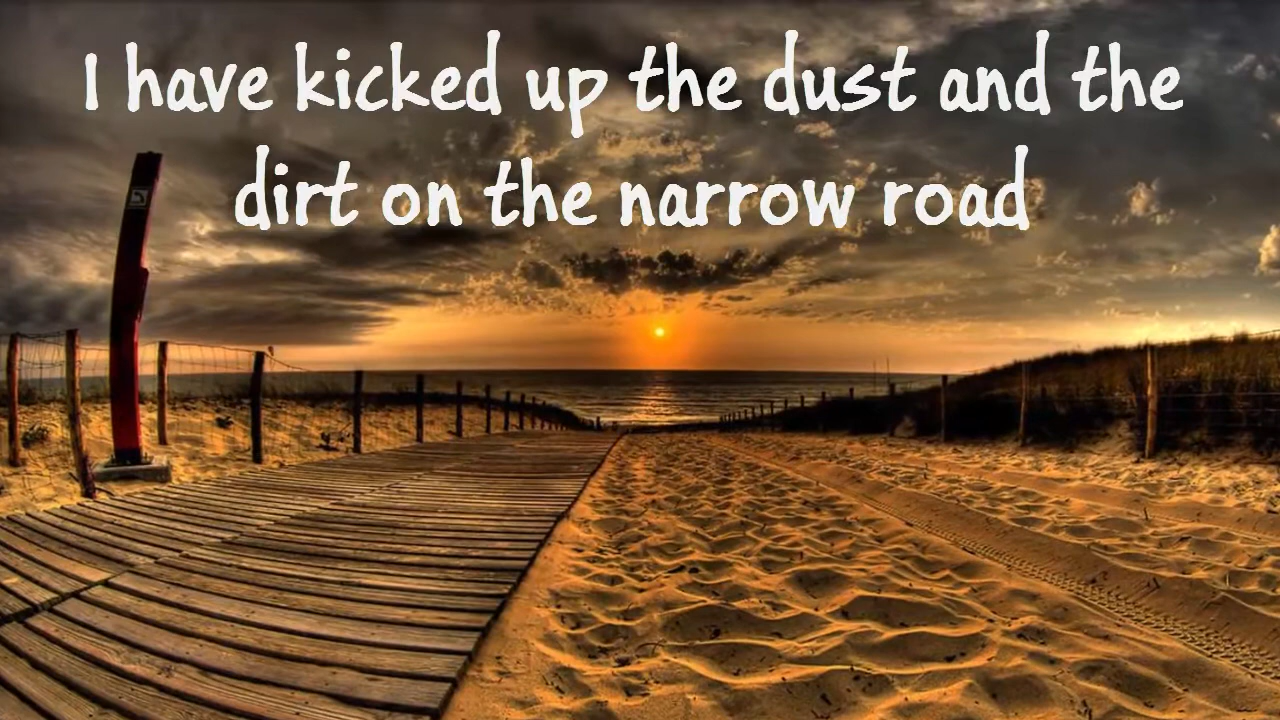 I have kicked up the dust and the
dirt on the narrow road